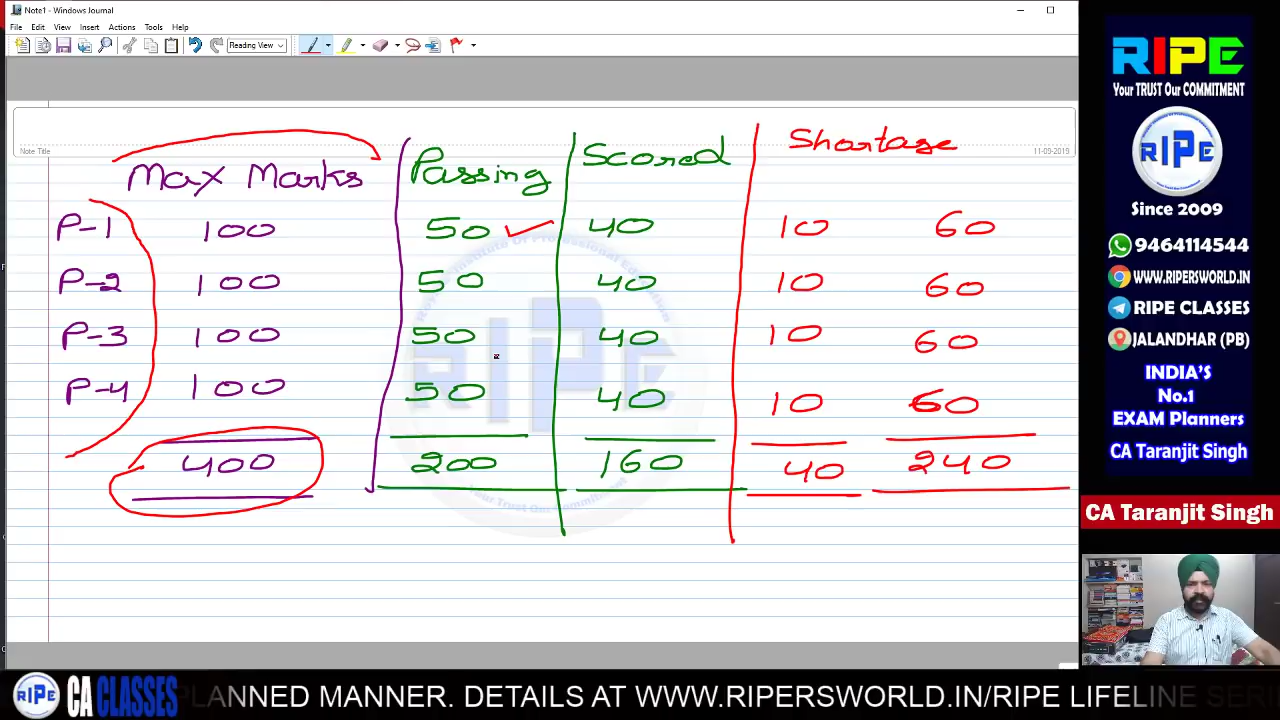 Note1 - Windows Journal
File Edit View Insert Actions Tools Help
Reading View
Note Title
11-09-2019
Max Marks Passing Scored Shortage
P-1 100 50 40 10 60
P-2 100 50 40 10 60
P-3 100 50 40 10 60
P-4 100 50 40 10 60
400 200 160 40 240
RIPE
RIPE
Your TRUST Our COMMITMENT
RIPE
Since 2009
9464114544
WWW.RIPERSWORLD.IN
RIPE CLASSES
JALANDHAR (PB)
INDIA'S
No.1
EXAM Planners
CA Taranjit Singh
CA Taranjit Singh
RIPE CA CLASSES PLANNED MANNER. DETAILS AT WWW.RIPERSWORLD.IN/RIPE LIFELINE SERI